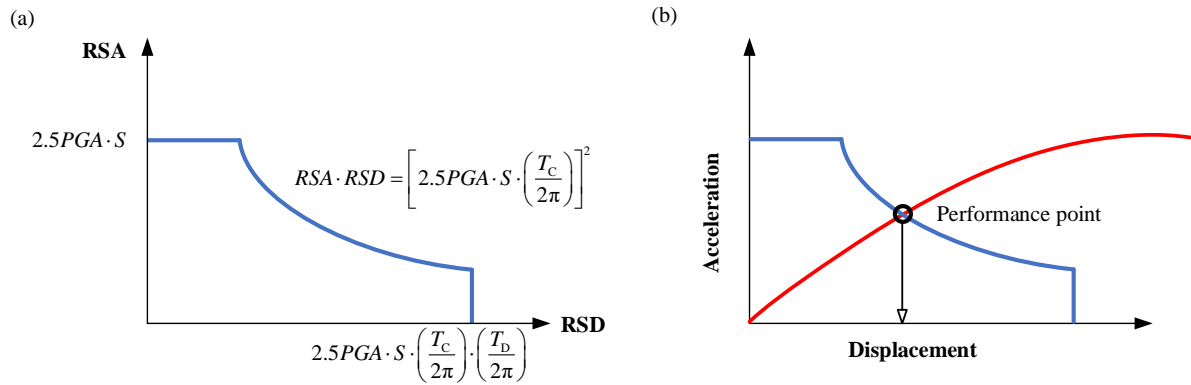 (a)
RSA
2.5PGA · S
RSA · RSD = [2.5PGA · S · (T_C/2π)]²
RSD
2.5PGA · S · (T_C/2π) · (T_D/2π)
(b)
Acceleration
Performance point
Displacement